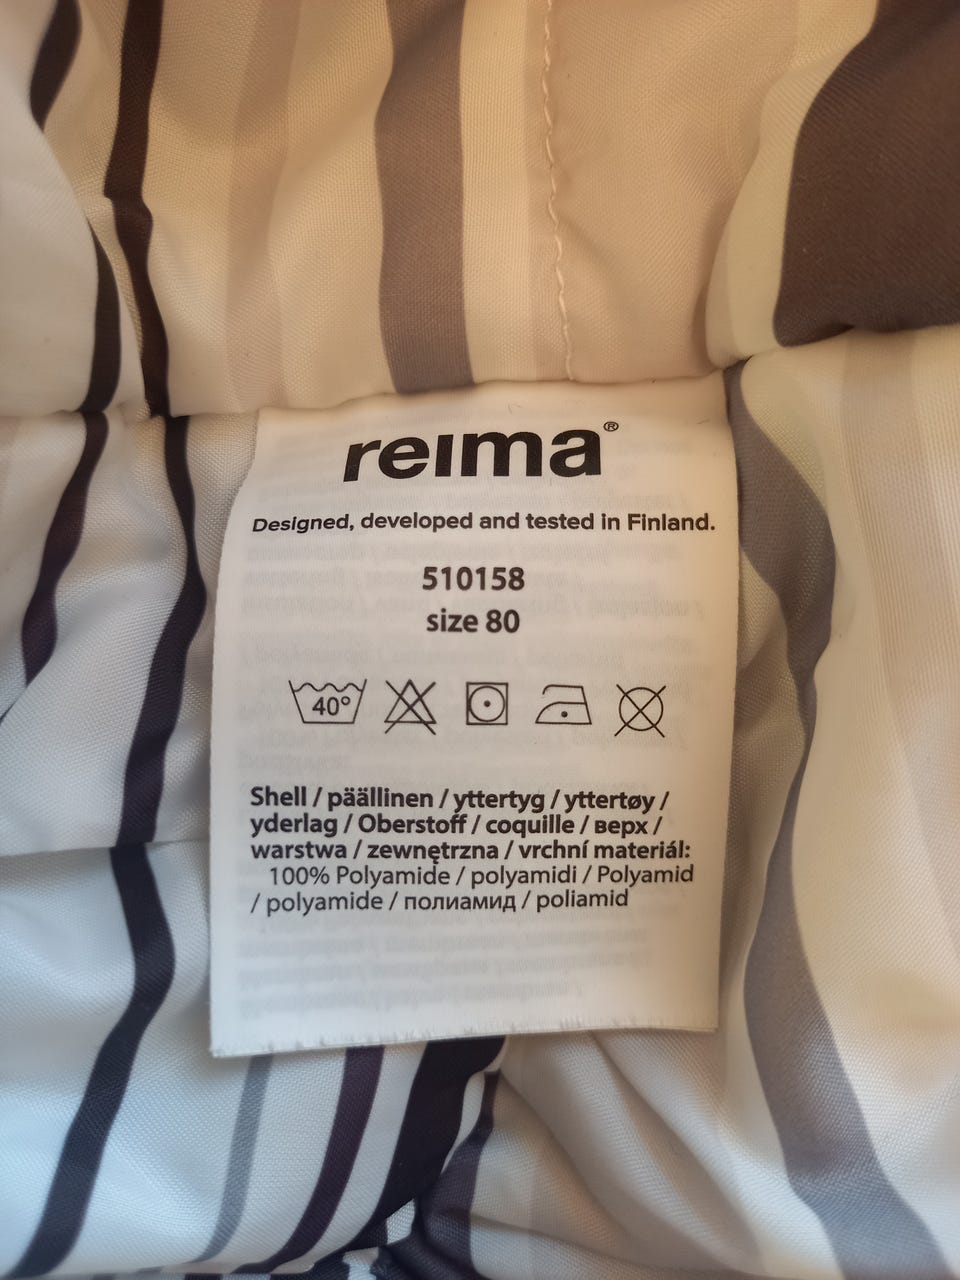 reima®
Designed, developed and tested in Finland.
510158
size 80
40°
Shell / päällinen / yttertyg / yttertøy /
yderlag / Oberstoff / coquille / верх /
warstwa / zewnętrzna / vrchní materiál:
100% Polyamide / polyamidi / Polyamid
/ polyamide / полиамид / poliamid